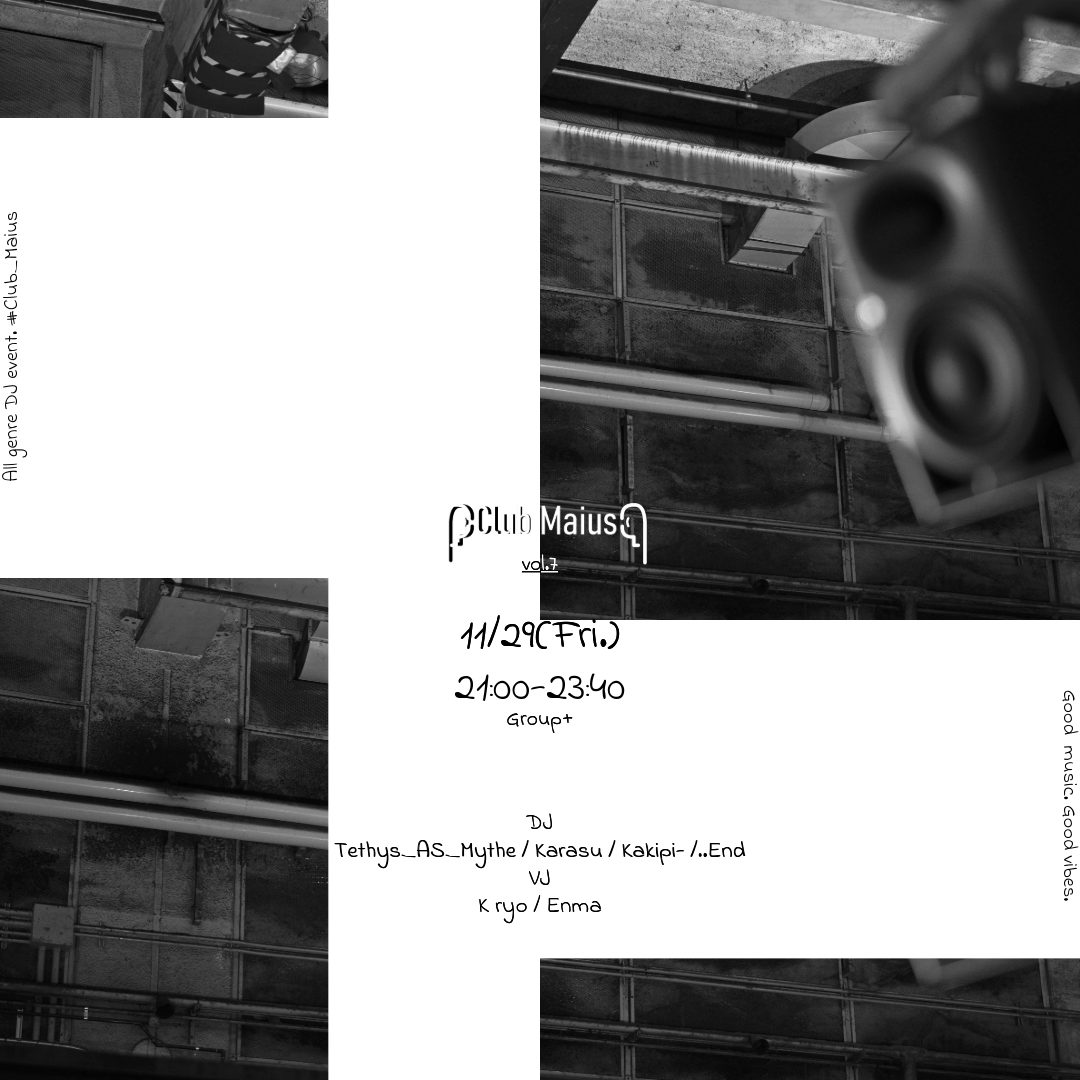 All genre DJ event. #Club_Maius
Club Maius
vol.7
11/29(Fri.)
21:00-23:40
Group+
Good music. Good vibes.
DJ
Tethys_AS_Mythe / Karasu / Kakipi- /..End
VJ
K ryo / Enma